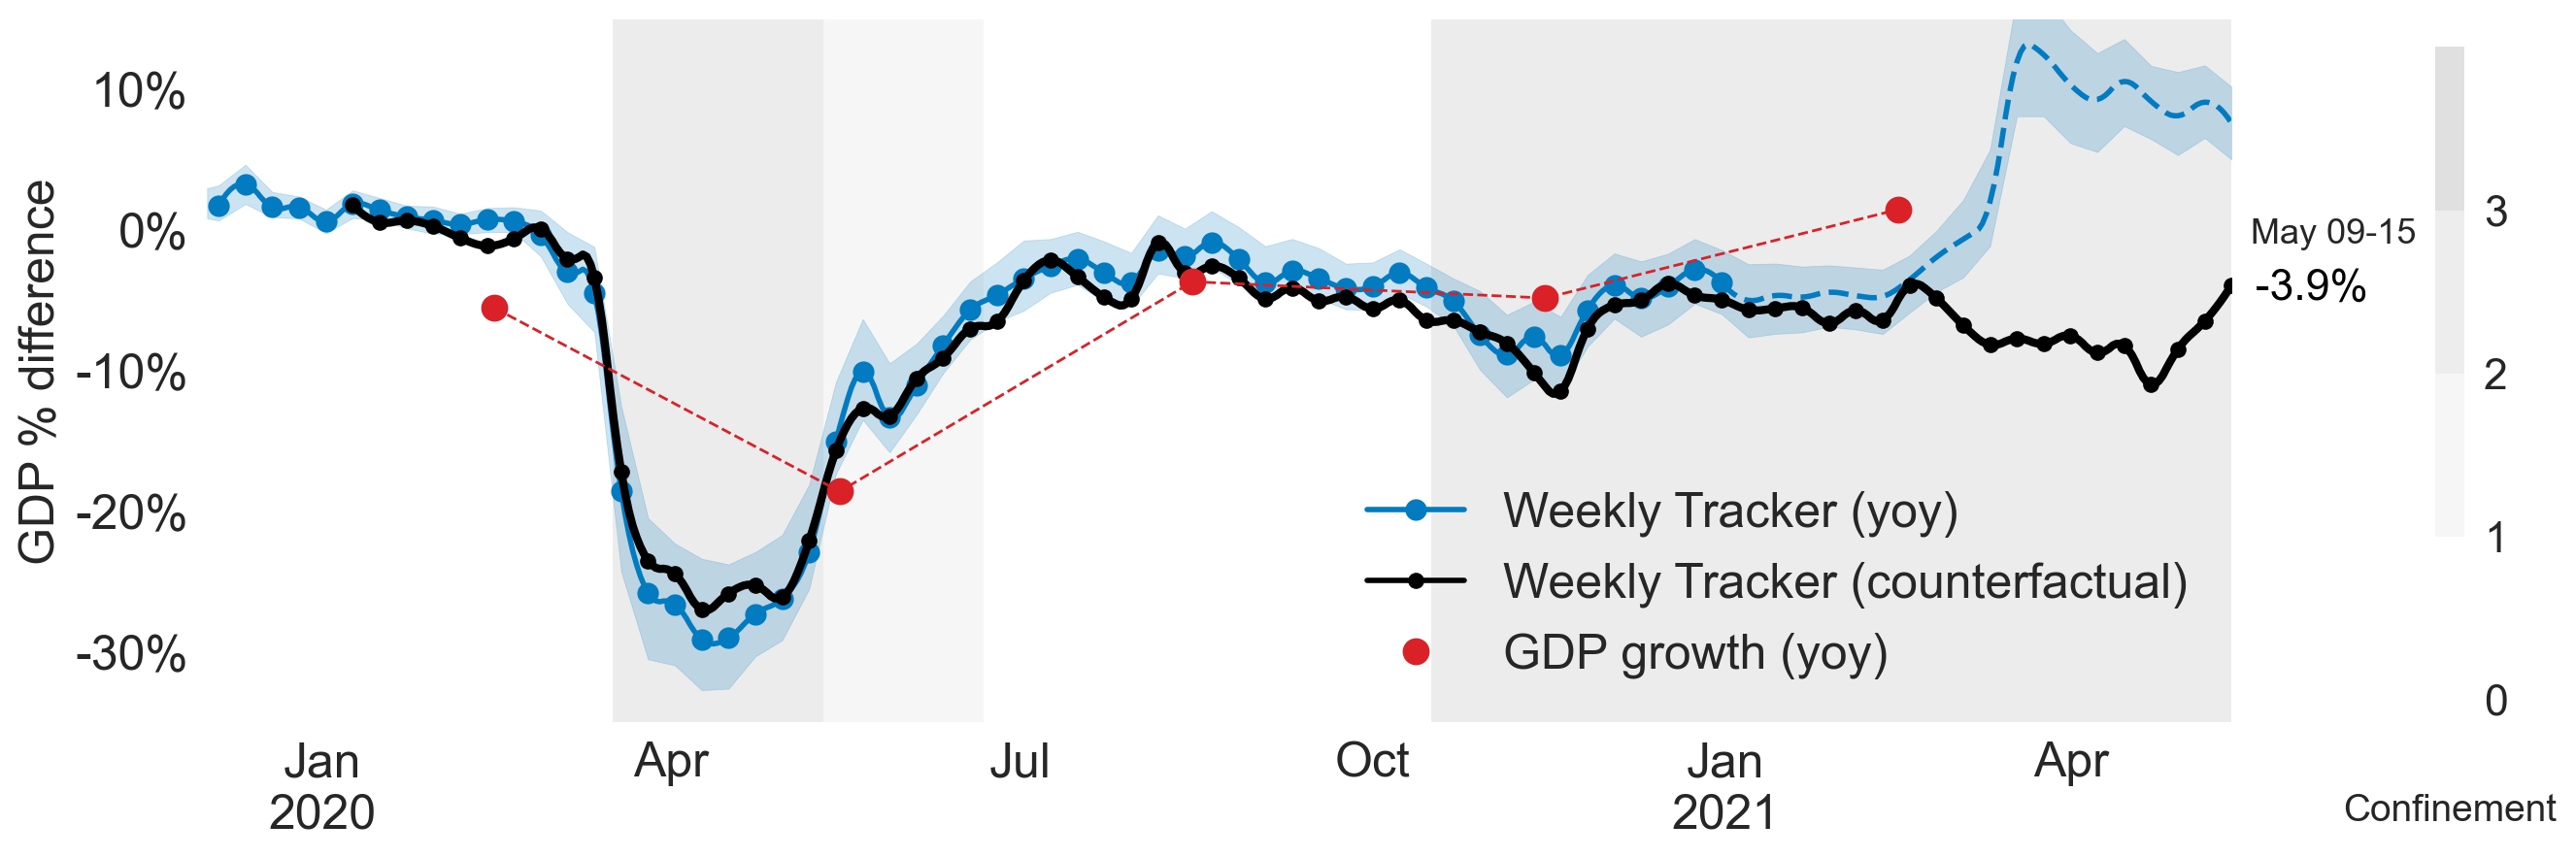 GDP % difference
10%
0%
-10%
-20%
-30%
Jan
2020
Apr
Jul
Oct
Jan
2021
Apr
Weekly Tracker (yoy)
Weekly Tracker (counterfactual)
GDP growth (yoy)
May 09-15
-3.9%
3
2
1
0
Confinement